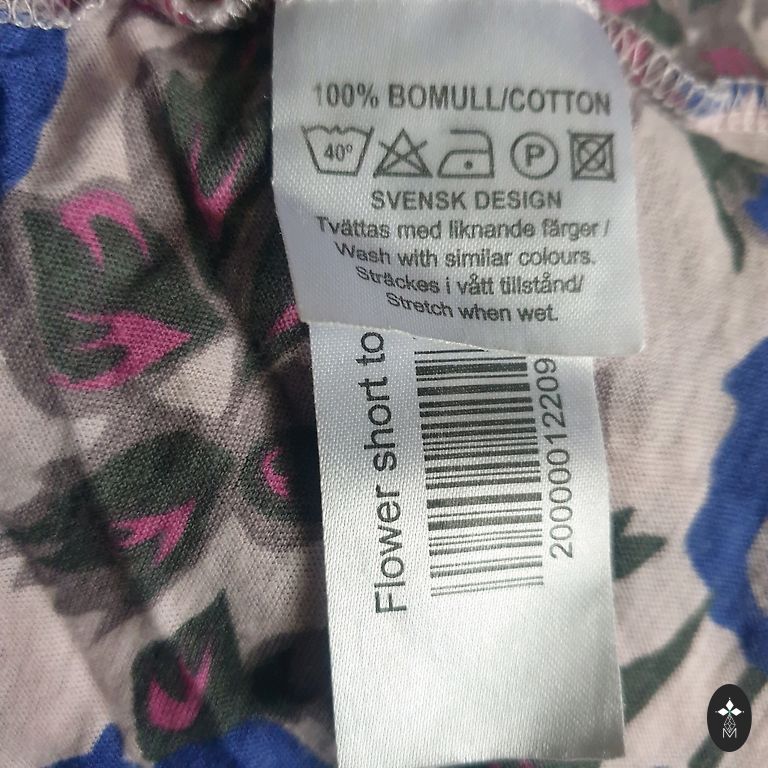 100% BOMULL/COTTON
40°
P
SVENSK DESIGN
Tvättas med liknande färger /
Wash with similar colours.
Sträckes i vått tillstånd/
Stretch when wet.
Flower short to
20000012209
M